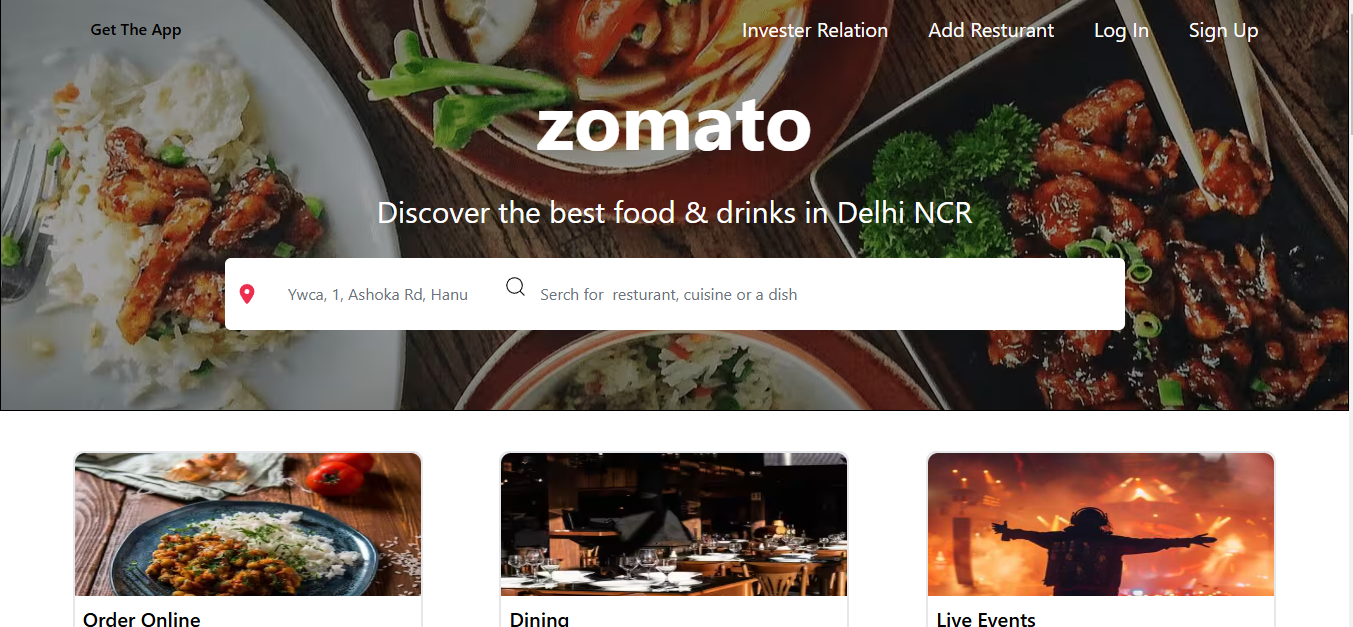 Get The App
Invester Relation
Add Resturant
Log In
Sign Up
zomato
Discover the best food & drinks in Delhi NCR
Ywca, 1, Ashoka Rd, Hanu
Serch for  resturant, cuisine or a dish
Order Online
Dining
Live Events